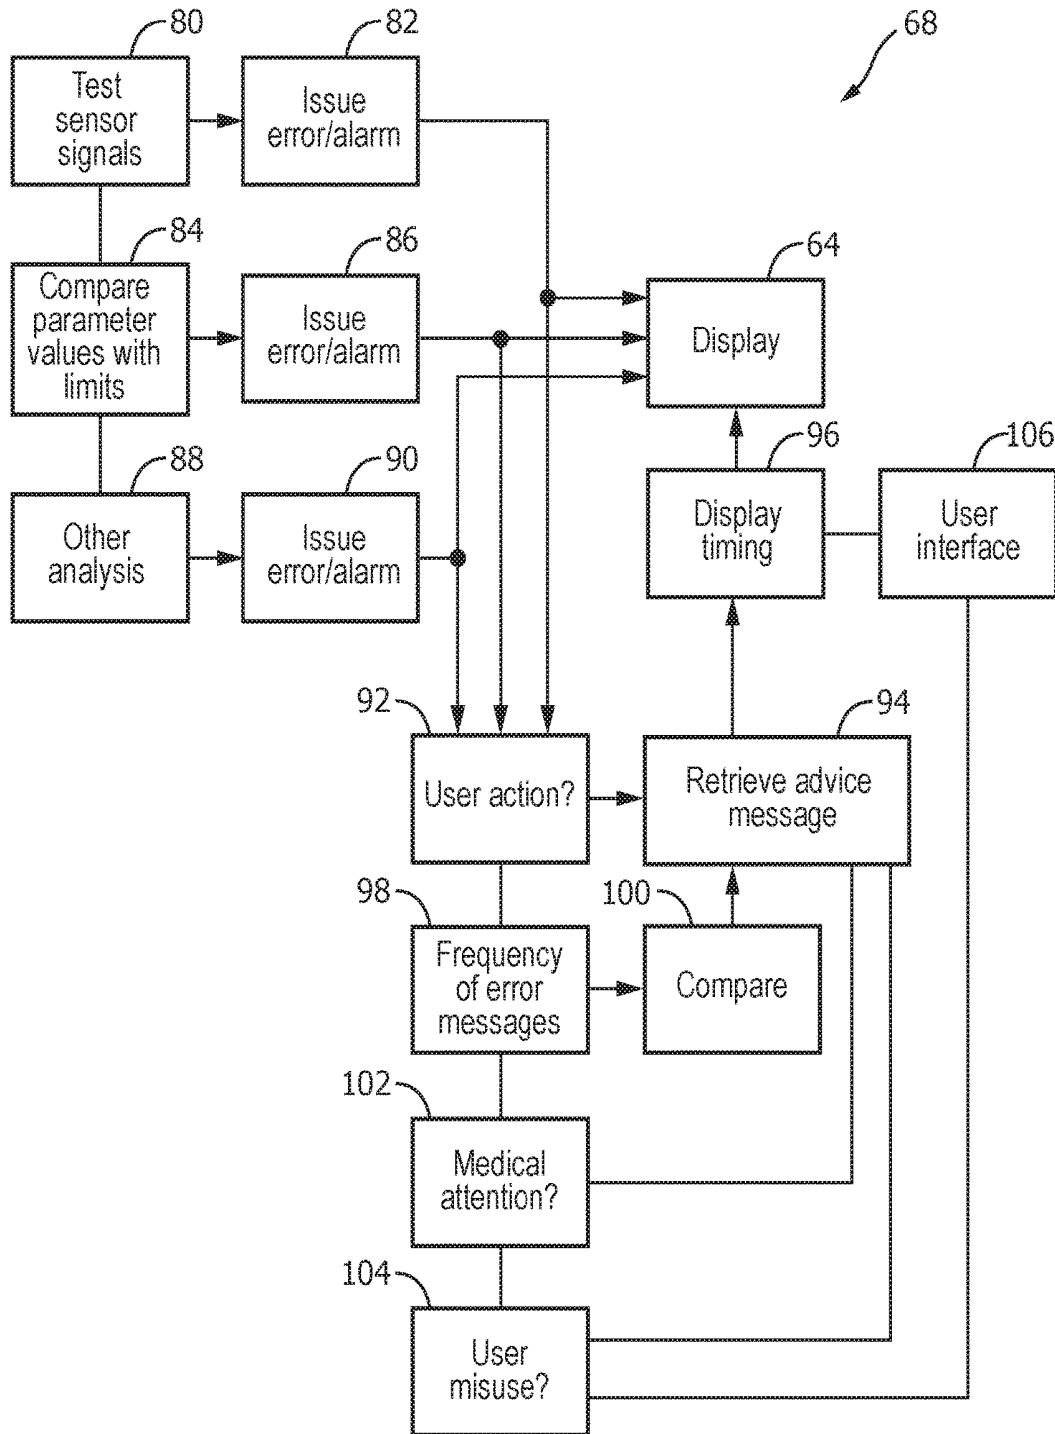 80
82
68
Test
sensor
signals
Issue
error/alarm
84
86
64
Compare
parameter
values with
limits
Issue
error/alarm
Display
88
90
96
106
Other
analysis
Issue
error/alarm
Display
timing
User
interface
92
94
User action?
Retrieve advice
message
98
100
Frequency
of error
messages
Compare
102
Medical
attention?
104
User
misuse?